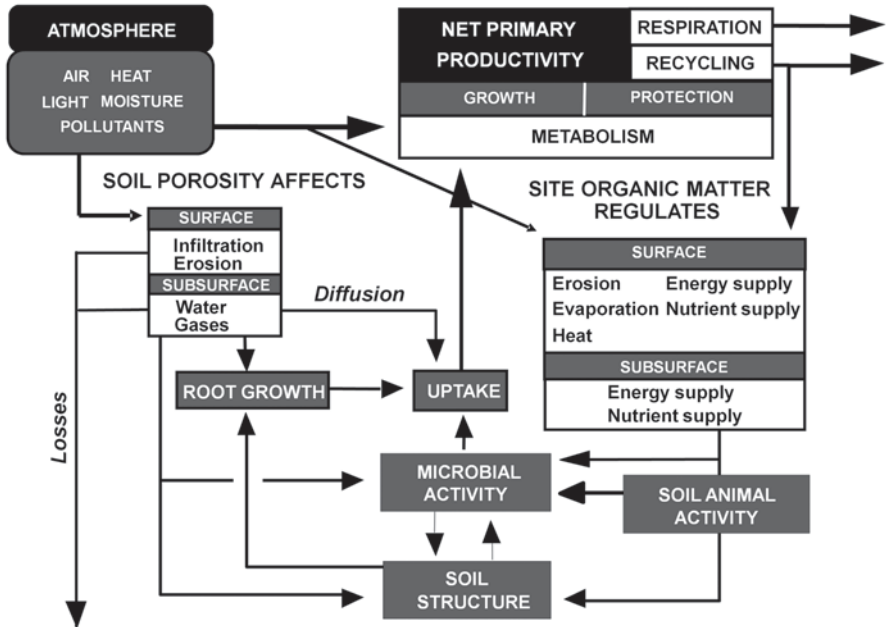 ATMOSPHERE
AIR HEAT
LIGHT MOISTURE
POLLUTANTS
NET PRIMARY
PRODUCTIVITY
RESPIRATION
RECYCLING
GROWTH
PROTECTION
METABOLISM
SOIL POROSITY AFFECTS
SURFACE
Infiltration
Erosion
SUBSURFACE
Water
Gases
Diffusion
Losses
ROOT GROWTH
UPTAKE
SITE ORGANIC MATTER
REGULATES
SURFACE
Erosion Energy supply
Evaporation Nutrient supply
Heat
SUBSURFACE
Energy supply
Nutrient supply
MICROBIAL
ACTIVITY
SOIL ANIMAL
ACTIVITY
SOIL
STRUCTURE